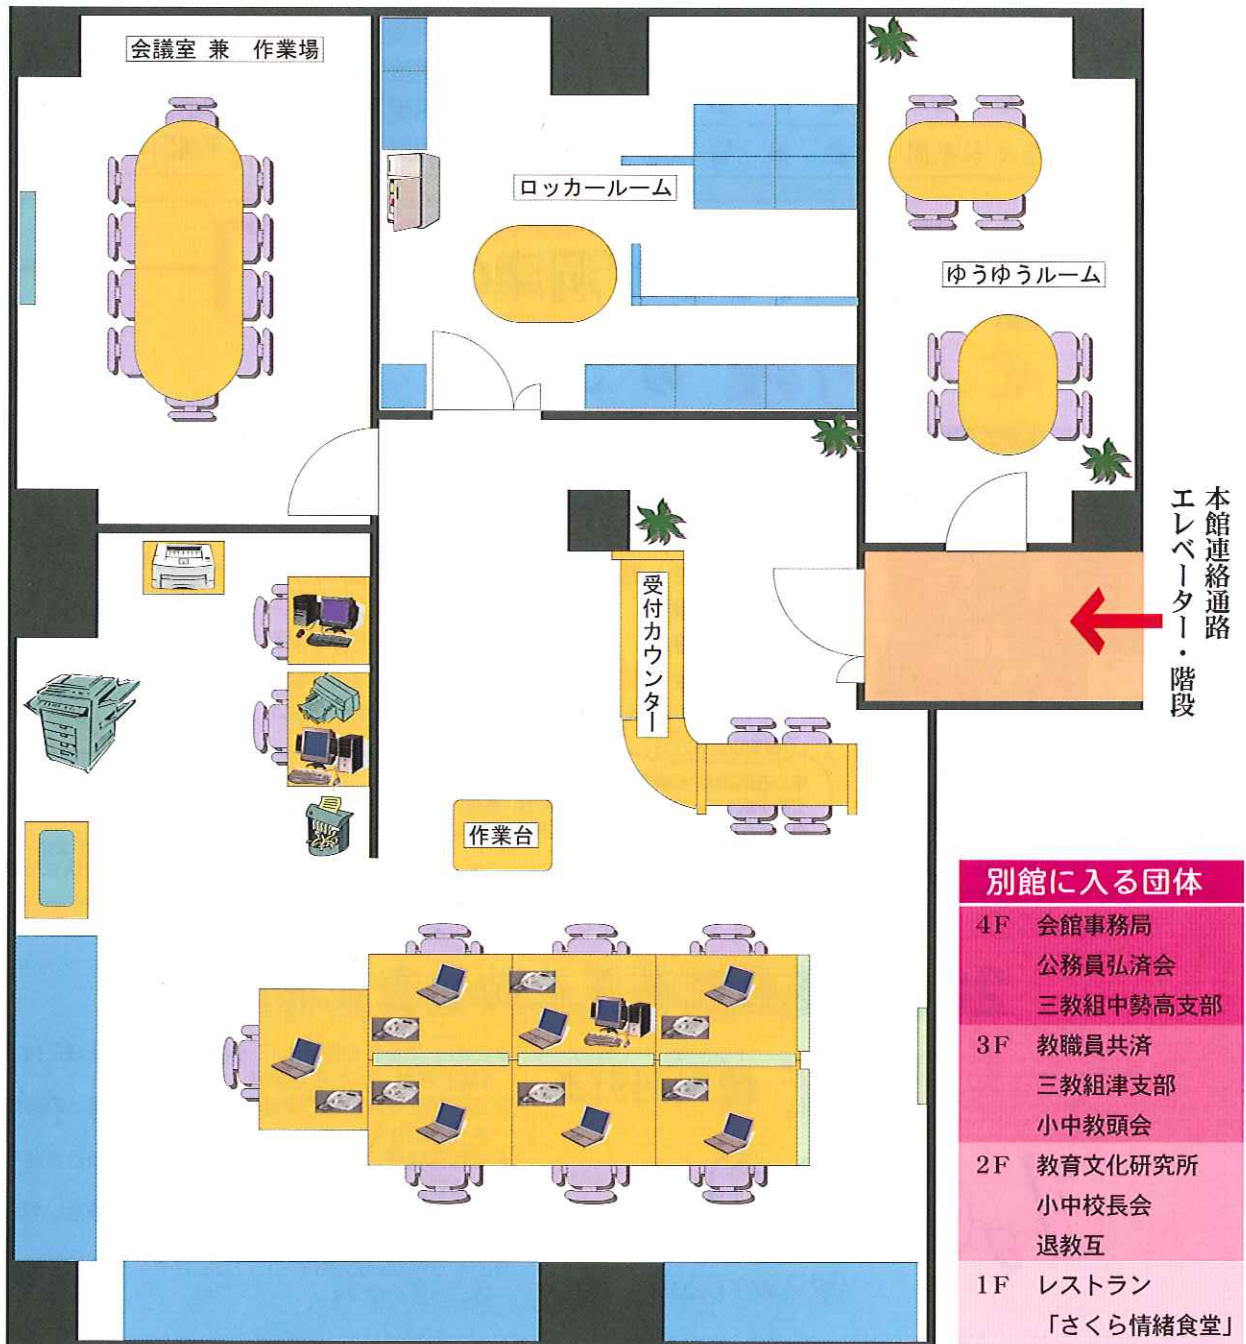 会議室 兼 作業場
ロッカールーム
ゆうゆうルーム
本館連絡通路
エレベーター・階段
受付カウンター
作業台
別館に入る団体
4F 会館事務局
公務員弘済会
三教組中勢高支部
3F 教職員共済
三教組津支部
小中教頭会
2F 教育文化研究所
小中校長会
退教互
1F レストラン
「さくら情緒食堂」